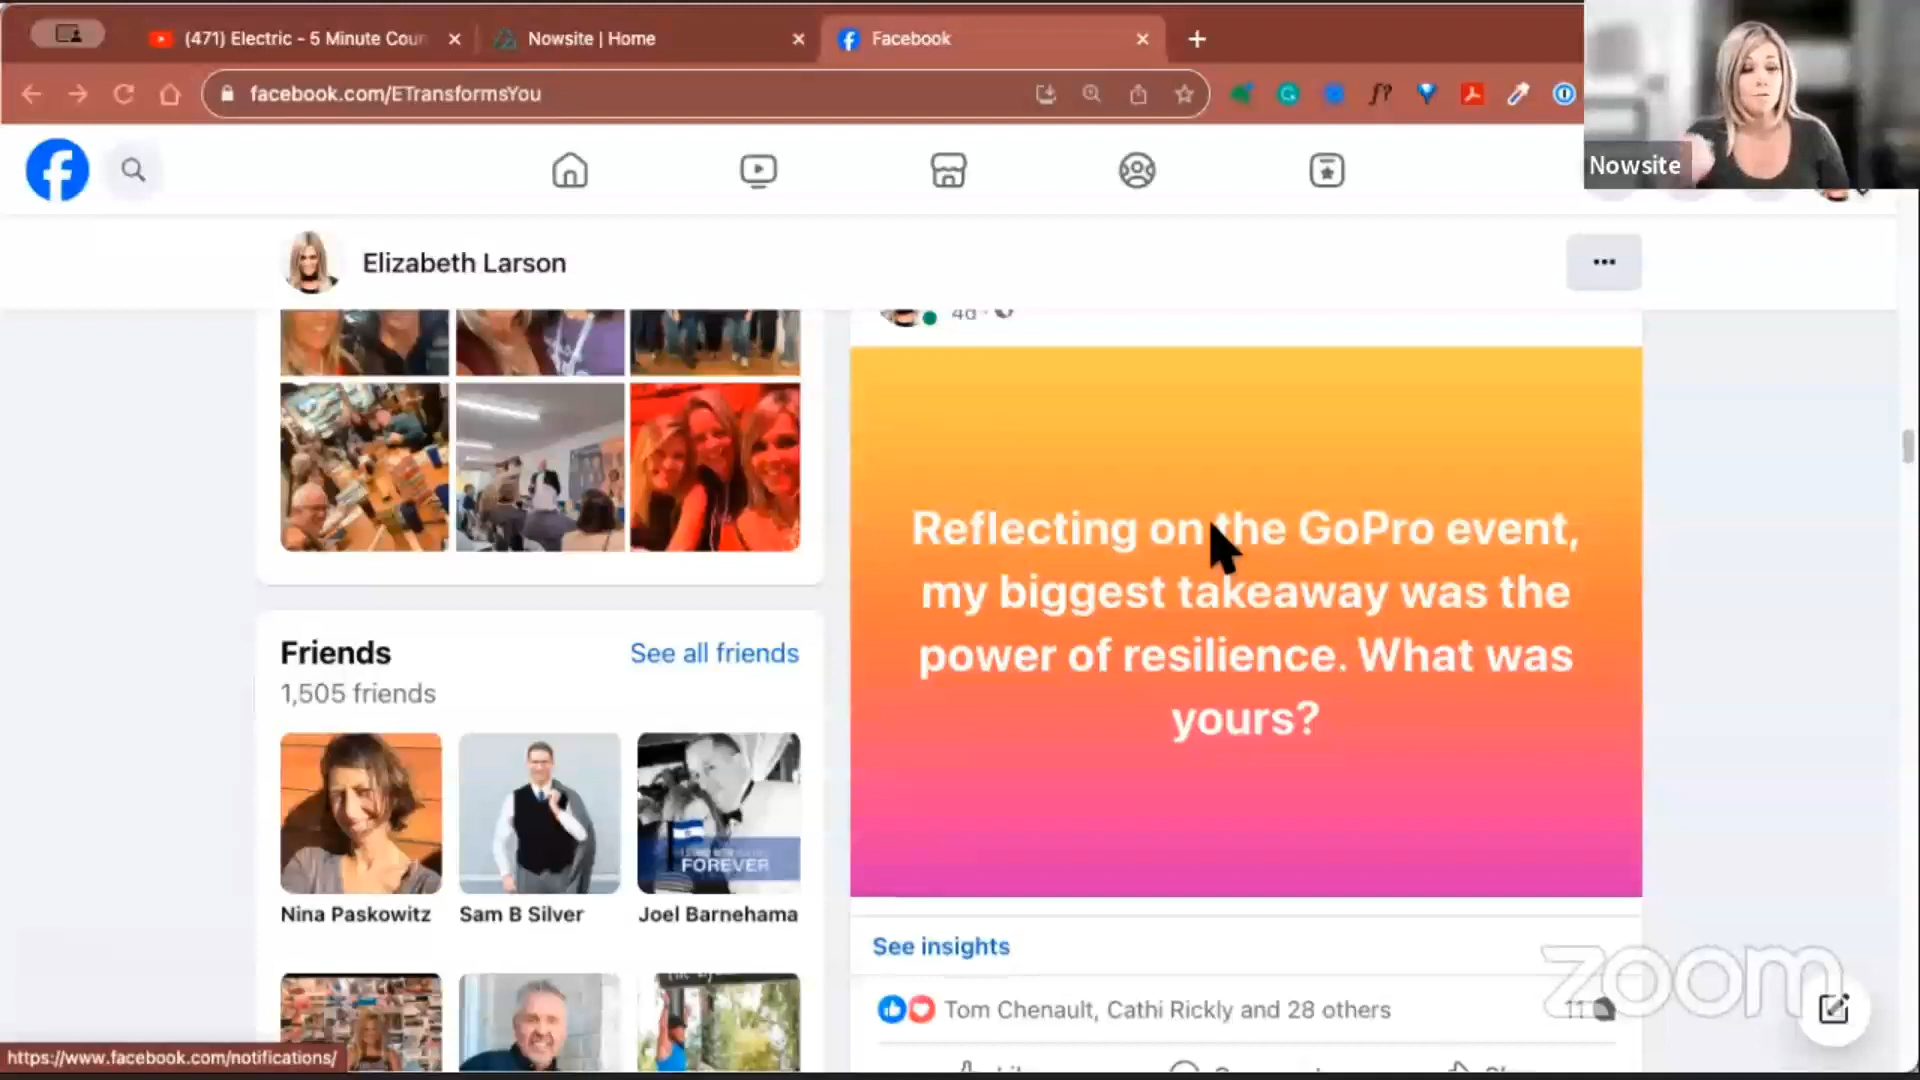 (471) Electric - 5 Minute Coun
Nowsite | Home
Facebook
facebook.com/ETransformsYou
f?
Nowsite
Elizabeth Larson
4d
Reflecting on the GoPro event,
my biggest takeaway was the
power of resilience. What was
yours?
Friends
See all friends
1,505 friends
FOREVER
Nina Paskowitz
Sam B Silver
Joel Barnehama
See insights
Tom Chenault, Cathi Rickly and 28 others
11
zoom
https://www.facebook.com/notifications/